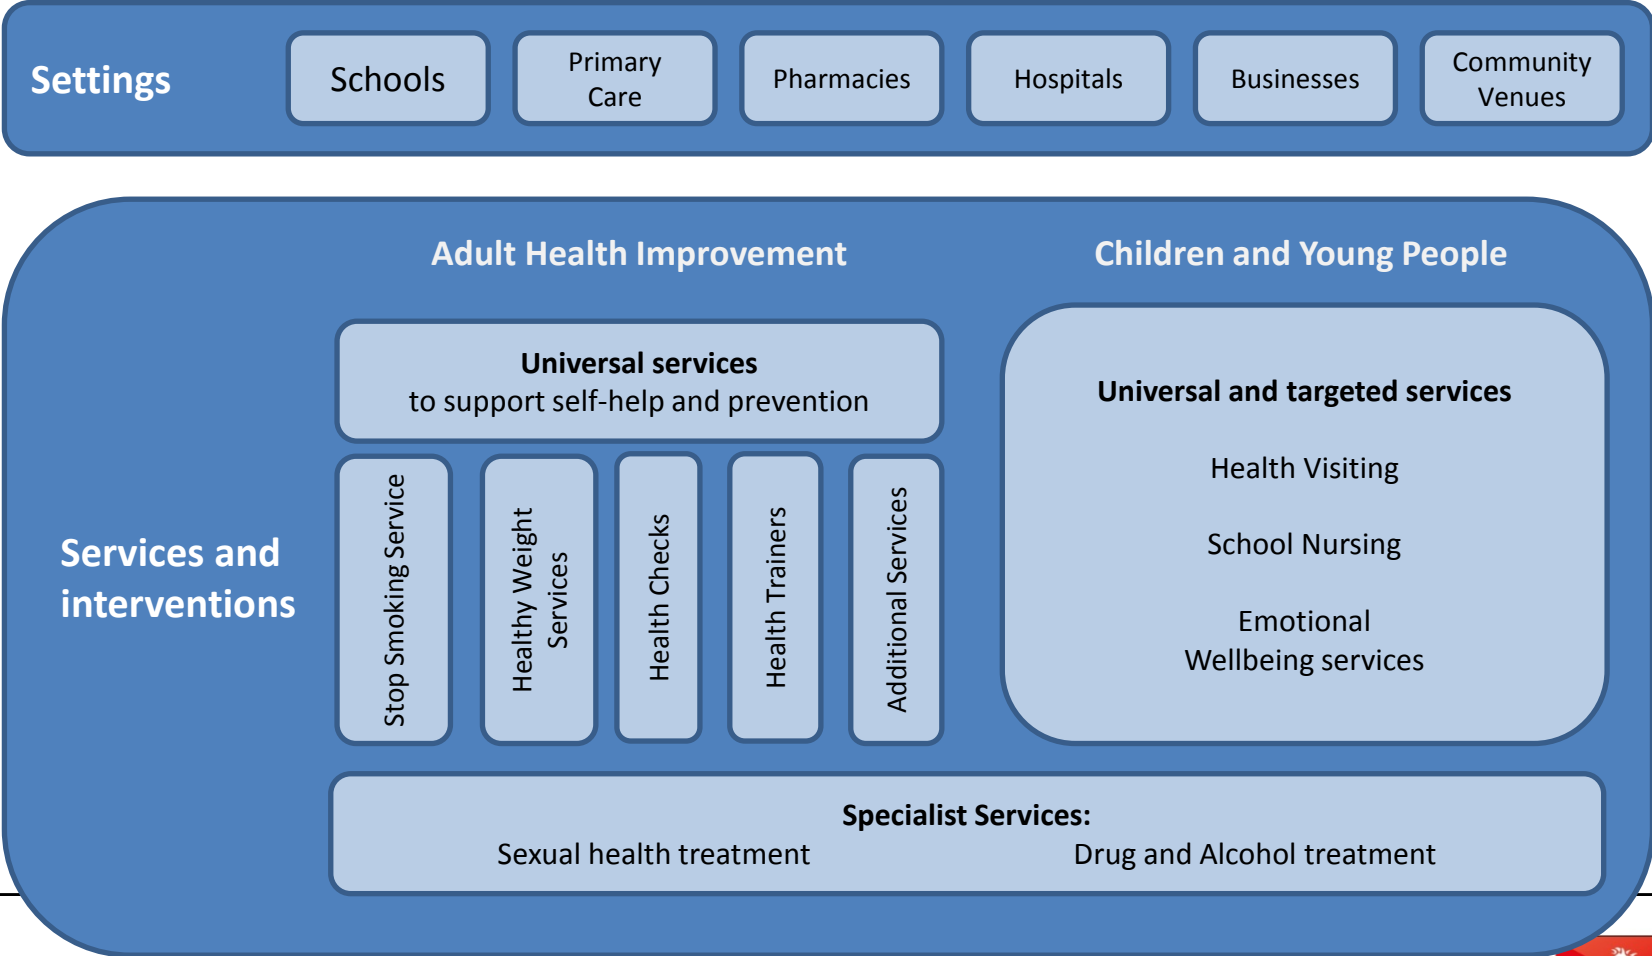 Settings
Schools
Primary
Care
Pharmacies
Hospitals
Businesses
Community
Venues
Adult Health Improvement
Children and Young People
Universal services
to support self-help and prevention
Universal and targeted services
Health Visiting
School Nursing
Emotional
Wellbeing services
Services and
interventions
Stop Smoking Service
Healthy Weight
Services
Health Checks
Health Trainers
Additional Services
Specialist Services:
Sexual health treatment
Drug and Alcohol treatment